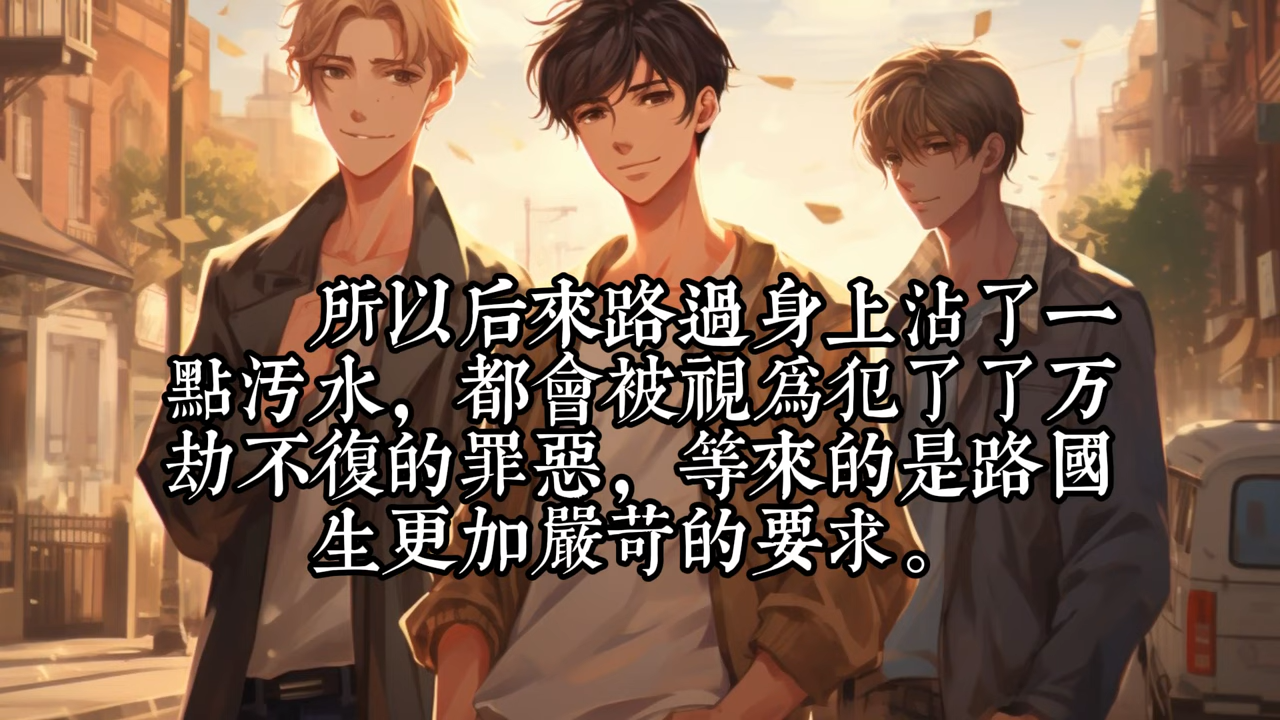 所以后來路過身上沾了一
點汚水，都會被視爲犯了了万
劫不復的罪惡，等來的是路國
生更加嚴苛的要求。